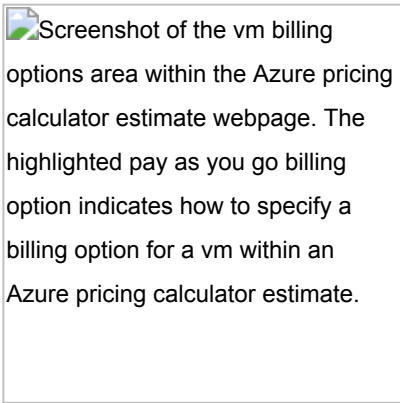 Screenshot of the vm billing
options area within the Azure pricing
calculator estimate webpage. The
highlighted pay as you go billing
option indicates how to specify a
billing option for a vm within an
Azure pricing calculator estimate.